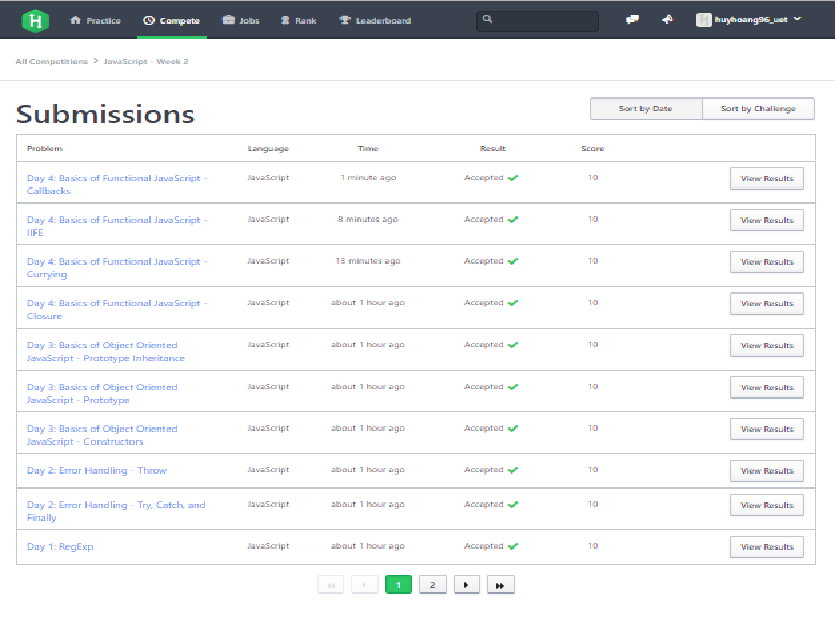 Practice Compete Jobs Rank Leaderboard huyhoang96_uet
All Competitions > JavaScript - Week 2
Submissions
Sort by Date Sort by Challenge
Problem Language Time Result Score
Day 4: Basics of Functional JavaScript - JavaScript 1 minute ago Accepted 10 View Results
Callbacks
Day 4: Basics of Functional JavaScript - JavaScript 8 minutes ago Accepted 10 View Results
IIFE
Day 4: Basics of Functional JavaScript - JavaScript 13 minutes ago Accepted 10 View Results
Currying
Day 4: Basics of Functional JavaScript - JavaScript about 1 hour ago Accepted 10 View Results
Closure
Day 3: Basics of Object Oriented JavaScript about 1 hour ago Accepted 10 View Results
JavaScript - Prototype Inheritance
Day 3: Basics of Object Oriented JavaScript about 1 hour ago Accepted 10 View Results
JavaScript - Prototype
Day 3: Basics of Object Oriented JavaScript about 1 hour ago Accepted 10 View Results
JavaScript - Constructors
Day 2: Error Handling - Throw JavaScript about 1 hour ago Accepted 10 View Results
Day 2: Error Handling - Try, Catch, and JavaScript about 1 hour ago Accepted 10 View Results
Finally
Day 1: RegExp JavaScript about 1 hour ago Accepted 10 View Results
1 2